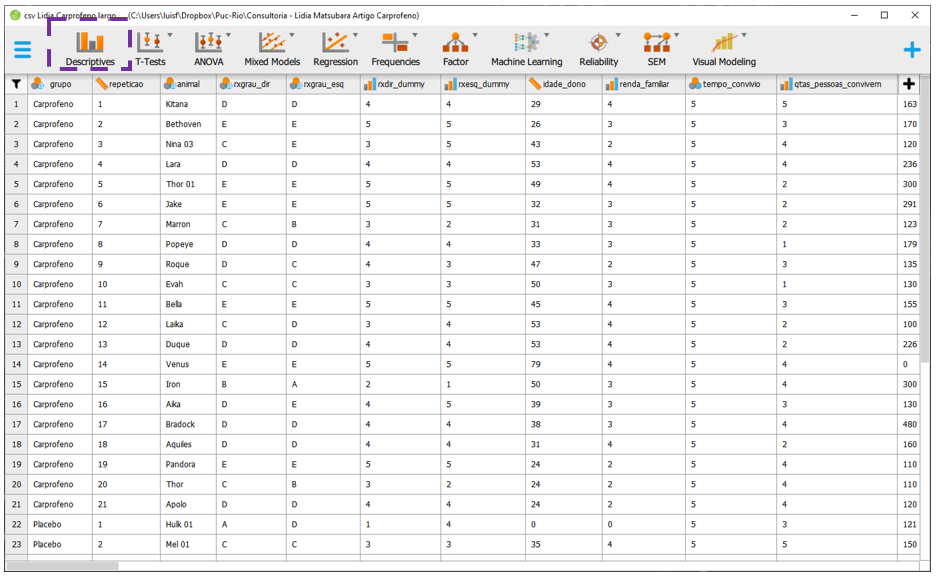 csv Lidia Carprofeno largo (C:\Users\luisf\Dropbox\Puc-Rio\Consultoria - Lidia Matsubara Artigo Carprofeno)
Descriptives T-Tests ANOVA Mixed Models Regression Frequencies Factor Machine Learning Reliability SEM Visual Modeling
grupo repeticao animal rxgrau_dir rxgrau_esq rxdir_dummy rxesq_dummy idade_dono renda_familiar tempo_convivio qtas_pessoas_convivem
1 Carprofeno 1 Kitana D D 4 4 29 4 5 5 163
2 Carprofeno 2 Bethoven E E 5 5 26 3 5 3 170
3 Carprofeno 3 Nina 03 C E 3 5 43 2 5 4 120
4 Carprofeno 4 Lara D D 4 4 53 4 5 4 236
5 Carprofeno 5 Thor 01 E E 5 5 49 4 5 2 300
6 Carprofeno 6 Jake E E 5 5 32 3 5 2 291
7 Carprofeno 7 Marron C B 3 2 31 3 5 2 123
8 Carprofeno 8 Popeye D D 4 4 33 3 5 1 179
9 Carprofeno 9 Roque D C 4 3 47 2 5 3 135
10 Carprofeno 10 Evah C C 3 3 50 3 5 1 130
11 Carprofeno 11 Bella E E 5 5 45 4 5 3 155
12 Carprofeno 12 Laika C D 3 4 53 4 5 2 100
13 Carprofeno 13 Duque D D 4 4 53 4 5 2 226
14 Carprofeno 14 Venus E E 5 5 79 4 5 4 0
15 Carprofeno 15 Iron B A 2 1 50 3 5 4 300
16 Carprofeno 16 Aika D E 4 5 39 3 5 3 130
17 Carprofeno 17 Bradock D D 4 4 38 3 5 4 480
18 Carprofeno 18 Aquiles D D 4 4 31 4 5 2 160
19 Carprofeno 19 Pandora E E 5 5 24 2 5 4 110
20 Carprofeno 20 Thor C B 3 2 24 2 5 4 110
21 Carprofeno 21 Apolo D D 4 4 24 2 5 4 120
22 Placebo 1 Hulk 01 A D 1 4 0 0 5 3 121
23 Placebo 2 Mel 01 C C 3 3 35 4 5 5 150